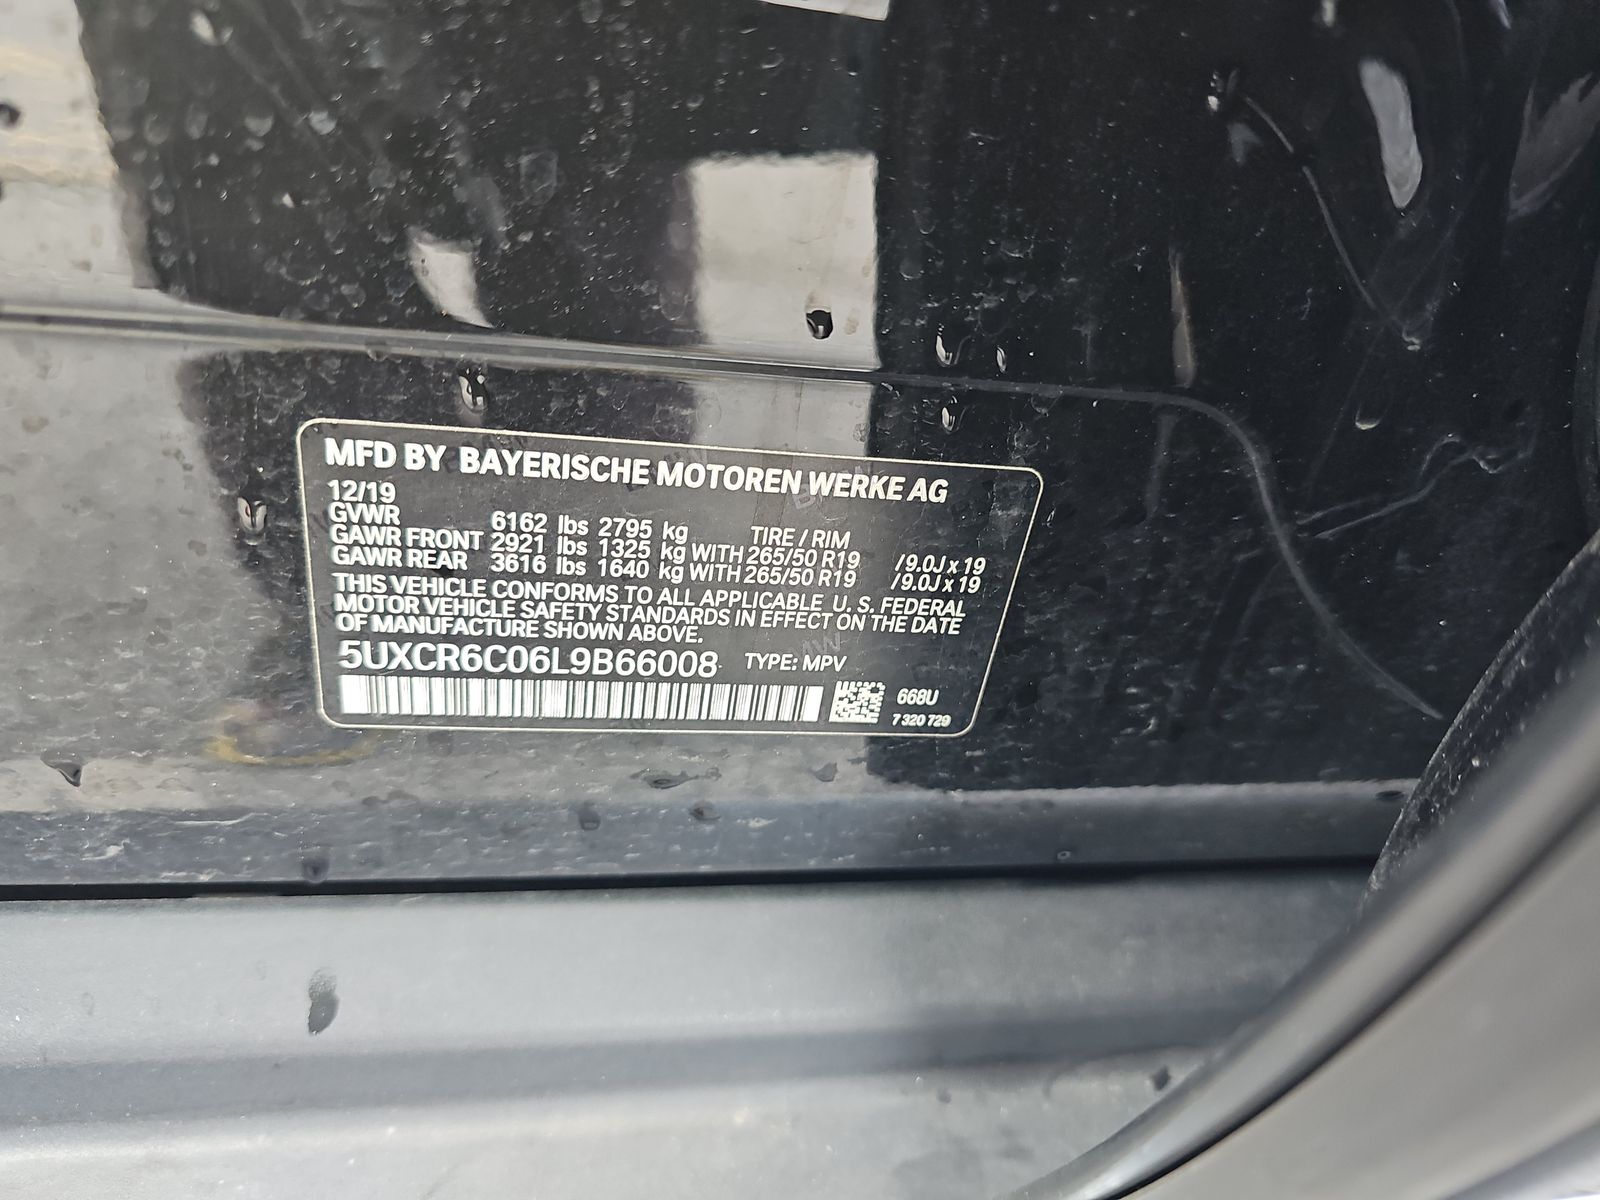 MFD BY BAYERISCHE MOTOREN WERKE AG
12/19
GVWR 6162 lbs 2795 kg TIRE / RIM
GAWR FRONT 2921 lbs 1325 kg WITH 265/50 R19 /9.0J x 19
GAWR REAR 3616 lbs 1640 kg WITH 265/50 R19 /9.0J x 19
THIS VEHICLE CONFORMS TO ALL APPLICABLE U. S. FEDERAL
MOTOR VEHICLE SAFETY STANDARDS IN EFFECT ON THE DATE
OF MANUFACTURE SHOWN ABOVE.
5UXCR6C06L9B66008 TYPE: MPV
668U
7 320 729